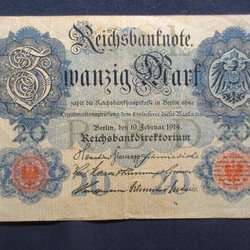 Reichsbanknote.
Zwanzig Mark
zahlt die Reichsbankhauptkasse in Berlin ohne
Legitimationsprüfung dem Einlieferer dieser Banknote.
20 20
Berlin, den 19. Februar 1914.
Reichsbankdirektorium